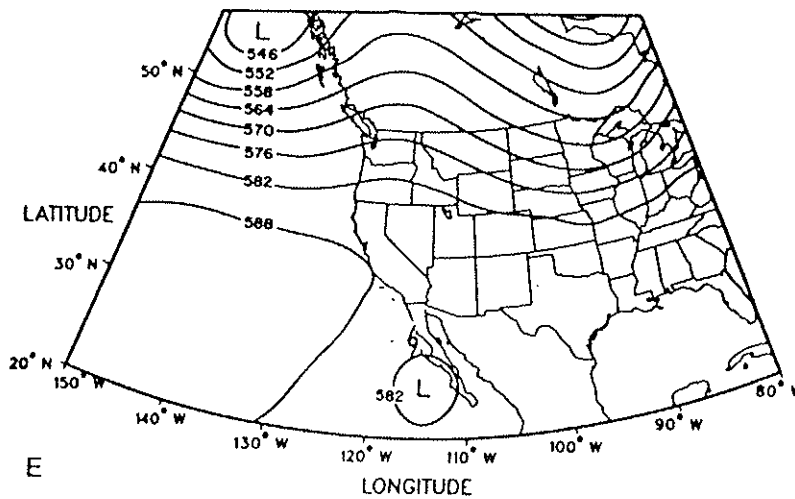 L
546
50° N
552
558
564
570
576
40° N
582
LATITUDE
588
30° N
20° N
150° W
582
L
80° W
140° W
90° W
130° W
100° W
120° W
110° W
E
LONGITUDE